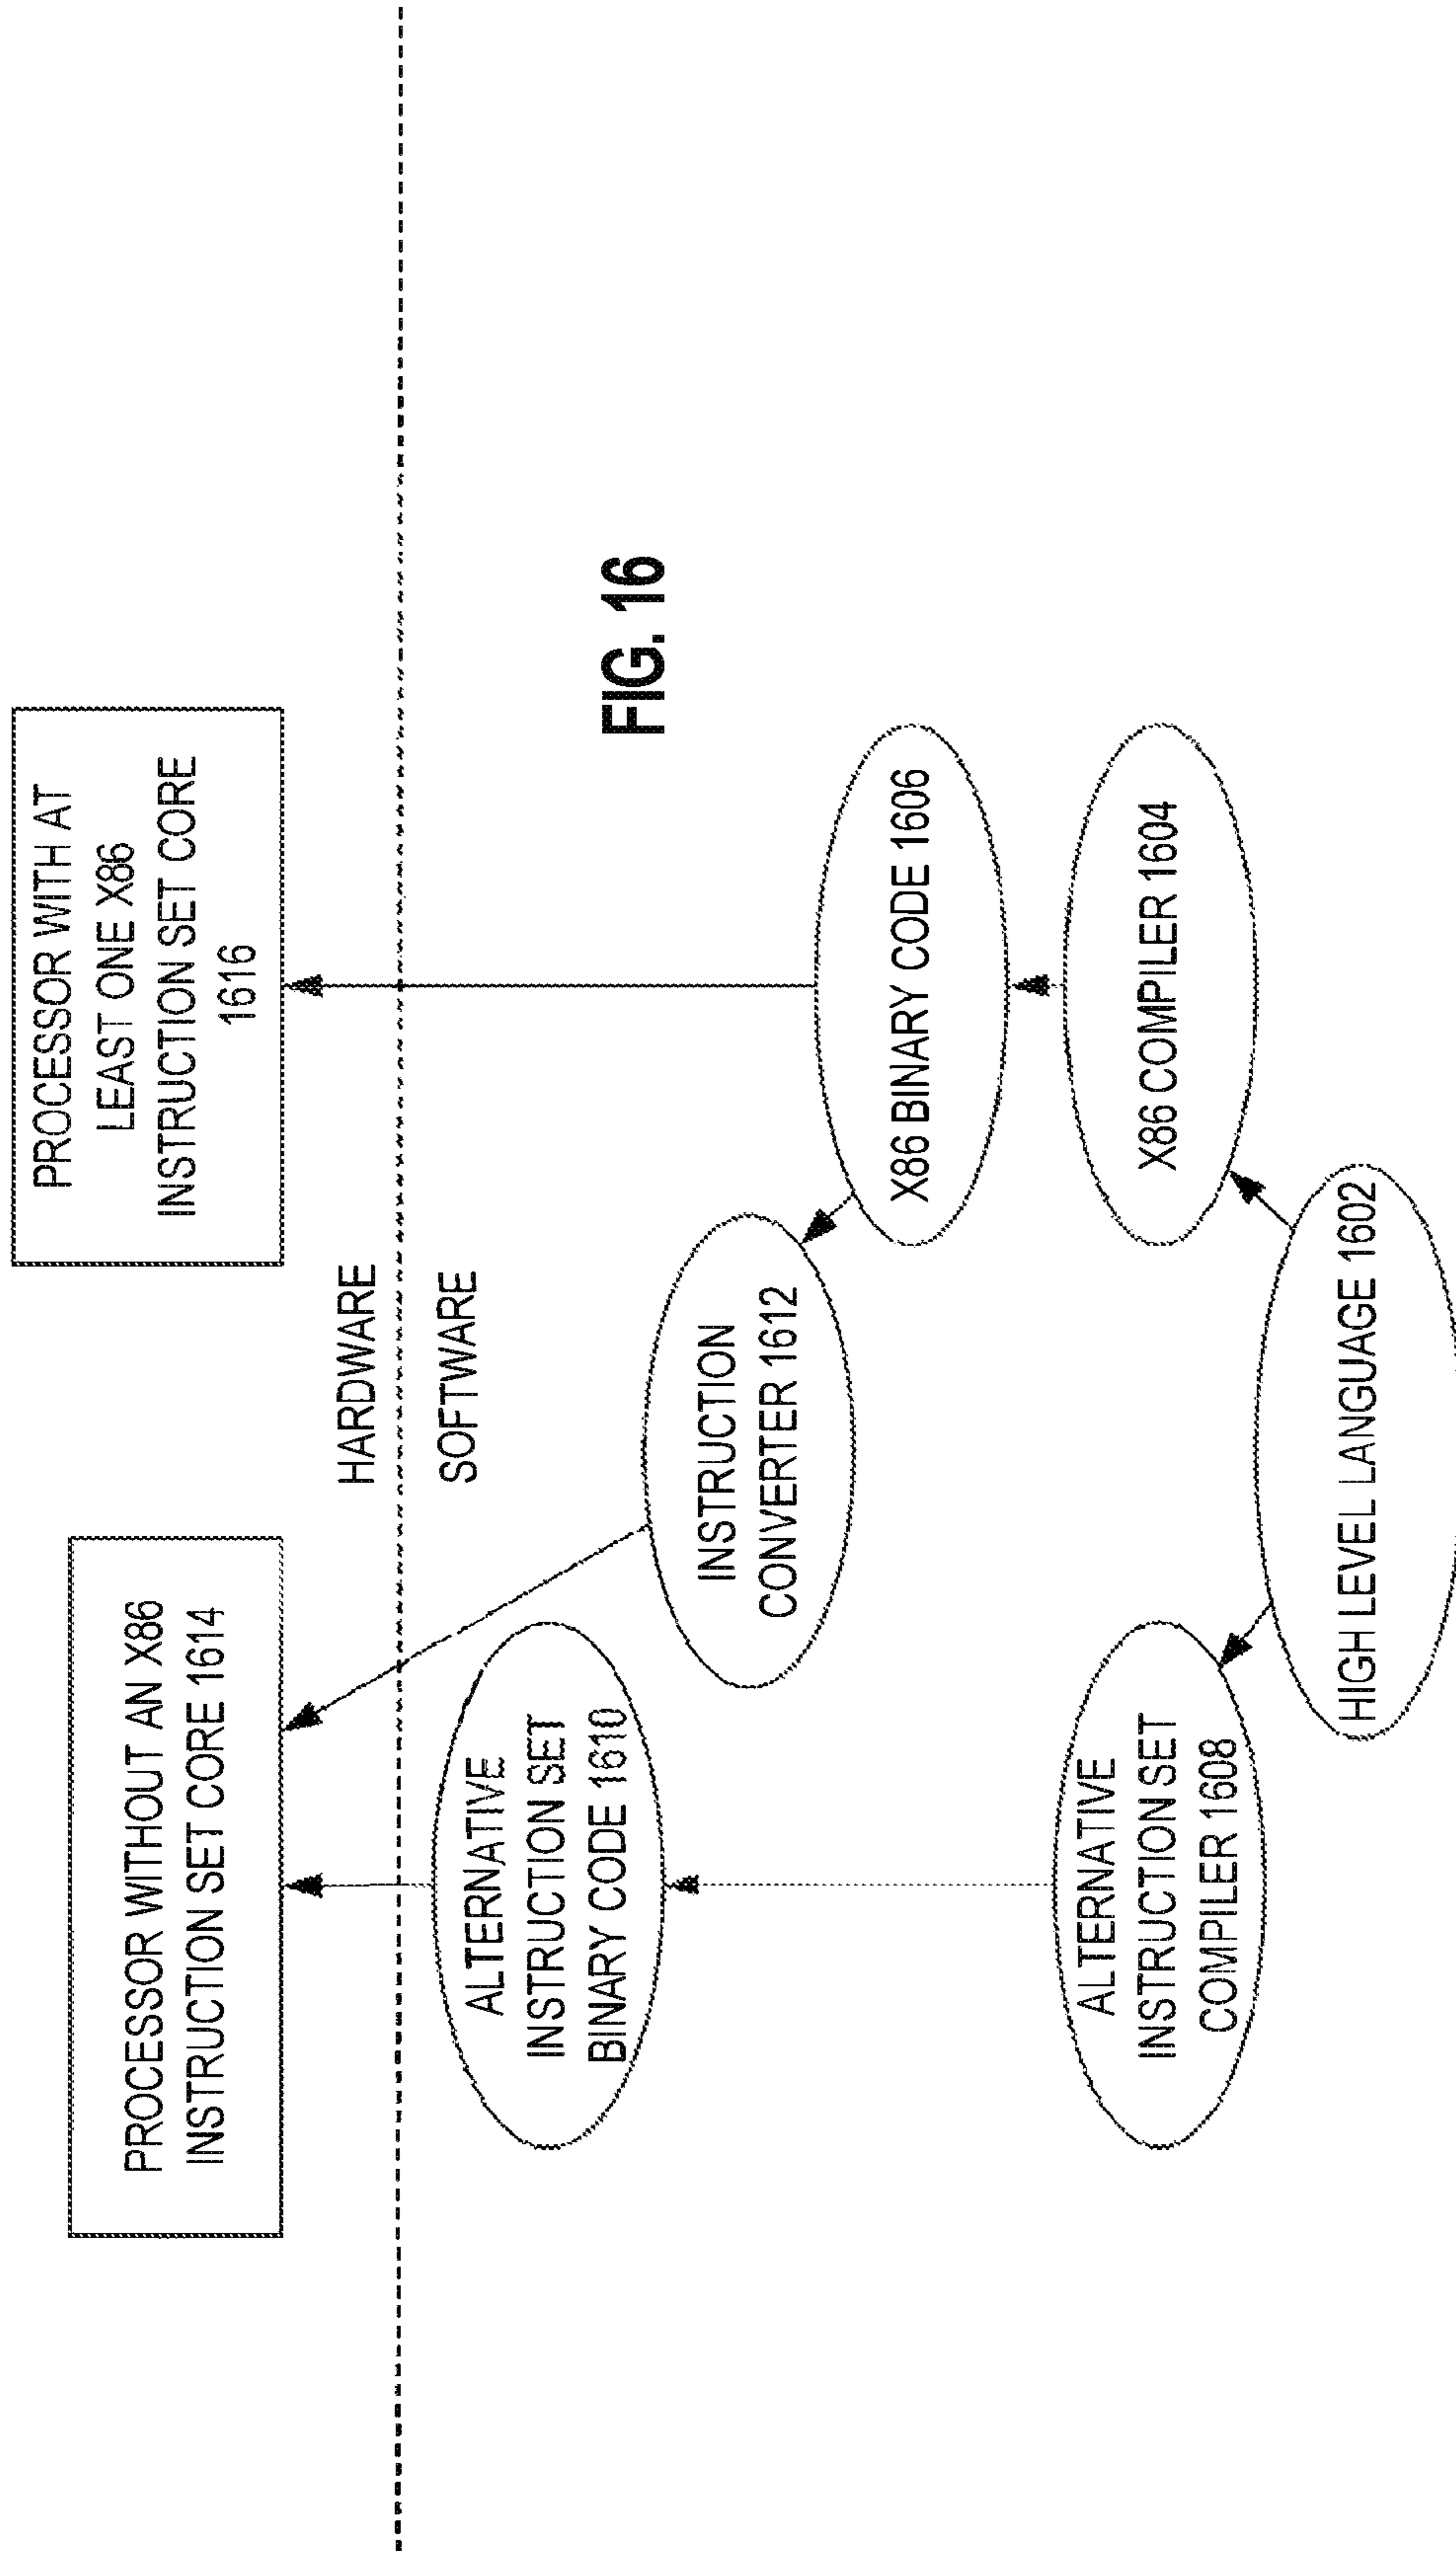 PROCESSOR WITHOUT AN X86
INSTRUCTION SET CORE 1614
PROCESSOR WITH AT
LEAST ONE X86
INSTRUCTION SET CORE
1616
HARDWARE
SOFTWARE
ALTERNATIVE
INSTRUCTION SET
BINARY CODE 1610
INSTRUCTION
CONVERTER 1612
FIG. 16
X86 BINARY CODE 1606
ALTERNATIVE
INSTRUCTION SET
COMPILER 1608
X86 COMPILER 1604
HIGH LEVEL LANGUAGE 1602